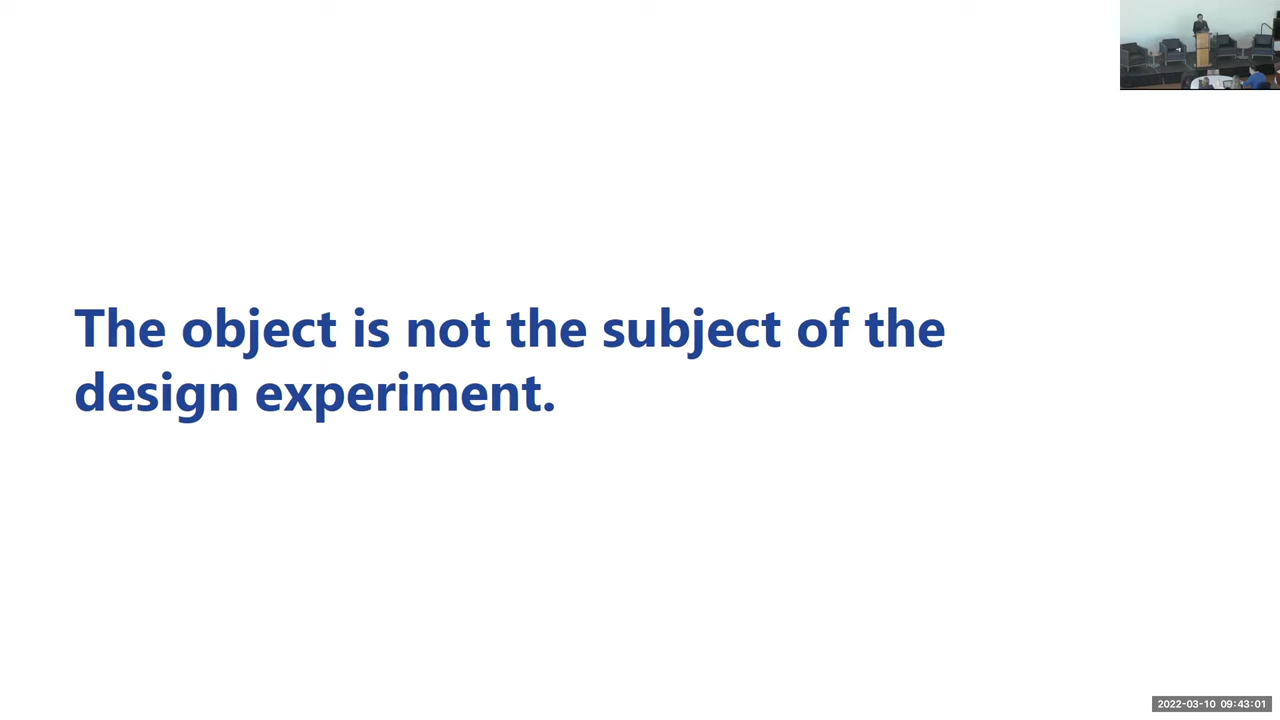 The object is not the subject of the
design experiment.
2022-03-10 09:43:01